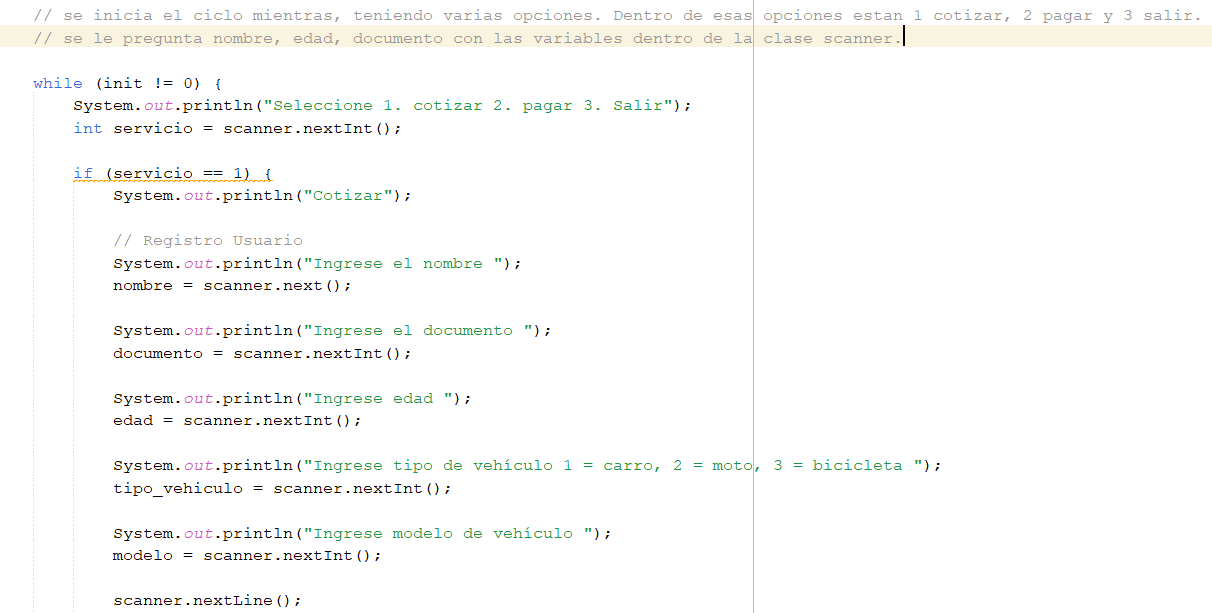 // se inicia el ciclo mientras, teniendo varias opciones. Dentro de esas opciones estan 1 cotizar, 2 pagar y 3 salir.
// se le pregunta nombre, edad, documento con las variables dentro de la clase scanner.
while (init != 0) {
System.out.println("Seleccione 1. cotizar 2. pagar 3. Salir");
int servicio = scanner.nextInt();
if (servicio == 1) {
System.out.println("Cotizar");
// Registro Usuario
System.out.println("Ingrese el nombre ");
nombre = scanner.next();
System.out.println("Ingrese el documento ");
documento = scanner.nextInt();
System.out.println("Ingrese edad ");
edad = scanner.nextInt();
System.out.println("Ingrese tipo de vehículo 1 = carro, 2 = moto, 3 = bicicleta ");
tipo_vehiculo = scanner.nextInt();
System.out.println("Ingrese modelo de vehículo ");
modelo = scanner.nextInt();
scanner.nextLine();